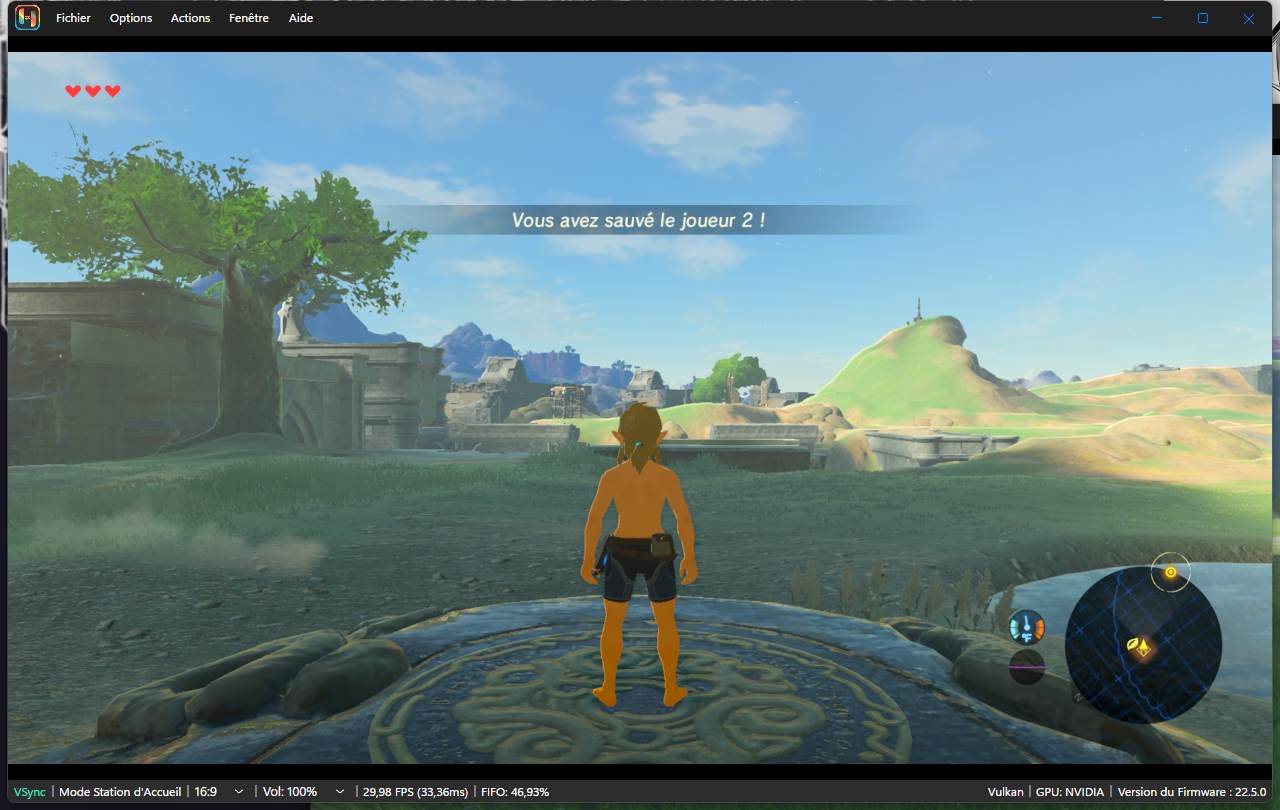 Fichier Options Actions Fenêtre Aide
Vous avez sauvé le joueur 2 !
VSync | Mode Station d'Accueil | 16:9 | Vol: 100% | 29,98 FPS (33,36ms) | FIFO: 46,93% Vulkan | GPU: NVIDIA | Version du Firmware : 22.5.0